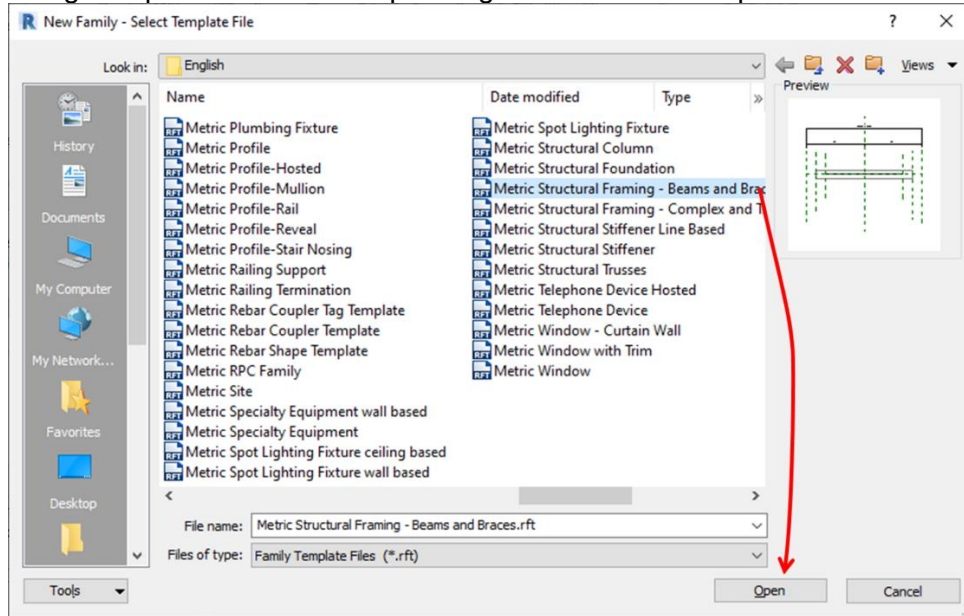 New Family - Select Template File
? X
Look in: English
Views
Preview
Name Date modified Type »
Metric Plumbing Fixture
Metric Profile
Metric Profile-Hosted
Metric Profile-Mullion
Metric Profile-Rail
Metric Profile-Reveal
Metric Profile-Stair Nosing
Metric Railing Support
Metric Railing Termination
Metric Rebar Coupler Tag Template
Metric Rebar Coupler Template
Metric Rebar Shape Template
Metric RPC Family
Metric Site
Metric Specialty Equipment wall based
Metric Specialty Equipment
Metric Spot Lighting Fixture ceiling based
Metric Spot Lighting Fixture wall based
Metric Spot Lighting Fixture
Metric Structural Column
Metric Structural Foundation
Metric Structural Framing - Beams and Brac
Metric Structural Framing - Complex and T
Metric Structural Stiffener Line Based
Metric Structural Stiffener
Metric Structural Trusses
Metric Telephone Device Hosted
Metric Telephone Device
Metric Window - Curtain Wall
Metric Window with Trim
Metric Window
History
Documents
My Computer
My Network...
Favorites
Desktop
File name: Metric Structural Framing - Beams and Braces.rft
Files of type: Family Template Files (*.rft)
Tools
Open
Cancel